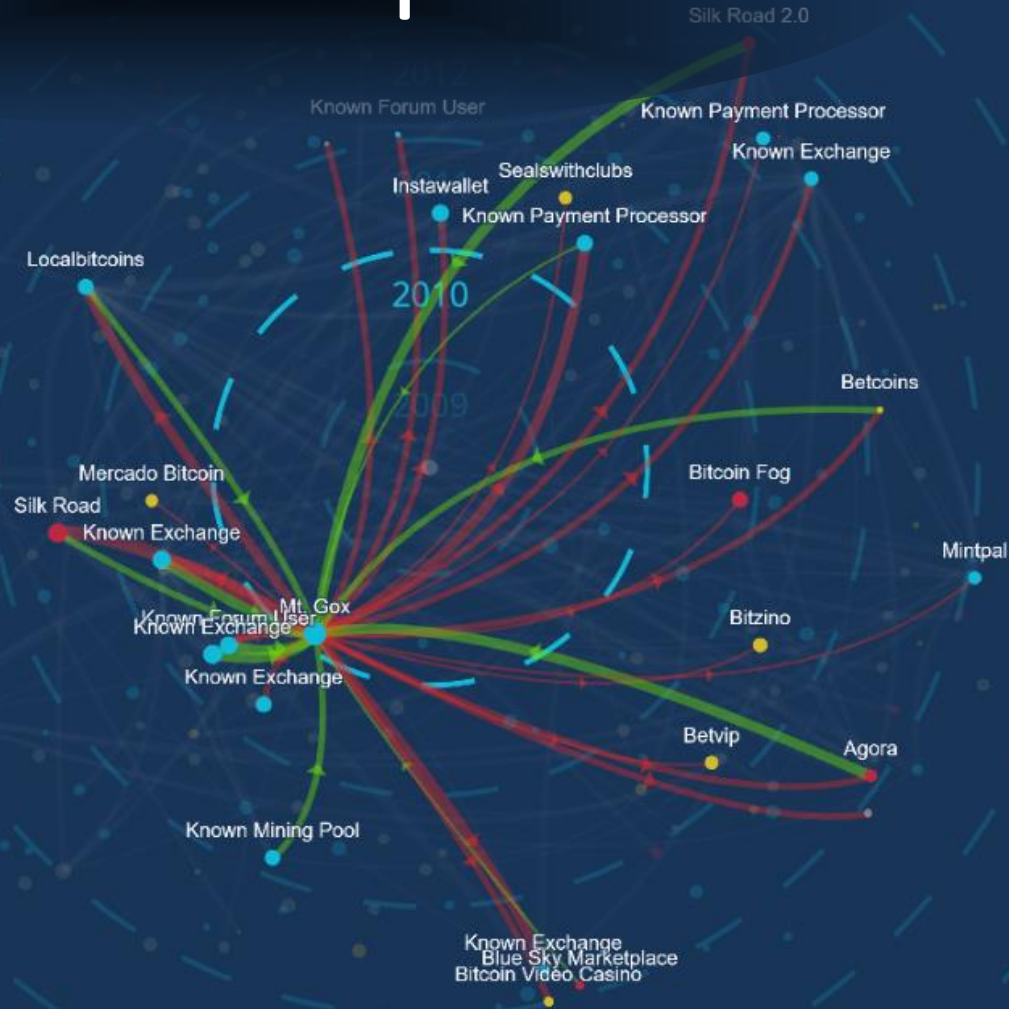 Silk Road 2.0
2012
Known Forum User
Known Payment Processor
Known Exchange
Sealswithclubs
Instawallet
Known Payment Processor
Localbitcoins
2010
Betcoins
2009
Mercado Bitcoin
Bitcoin Fog
Silk Road
Known Exchange
Mintpal
Mt. Gox
Known Forum User
Known Exchange
Bitzino
Known Exchange
Betvip
Agora
Known Mining Pool
Known Exchange
Blue Sky Marketplace
Bitcoin Video Casino